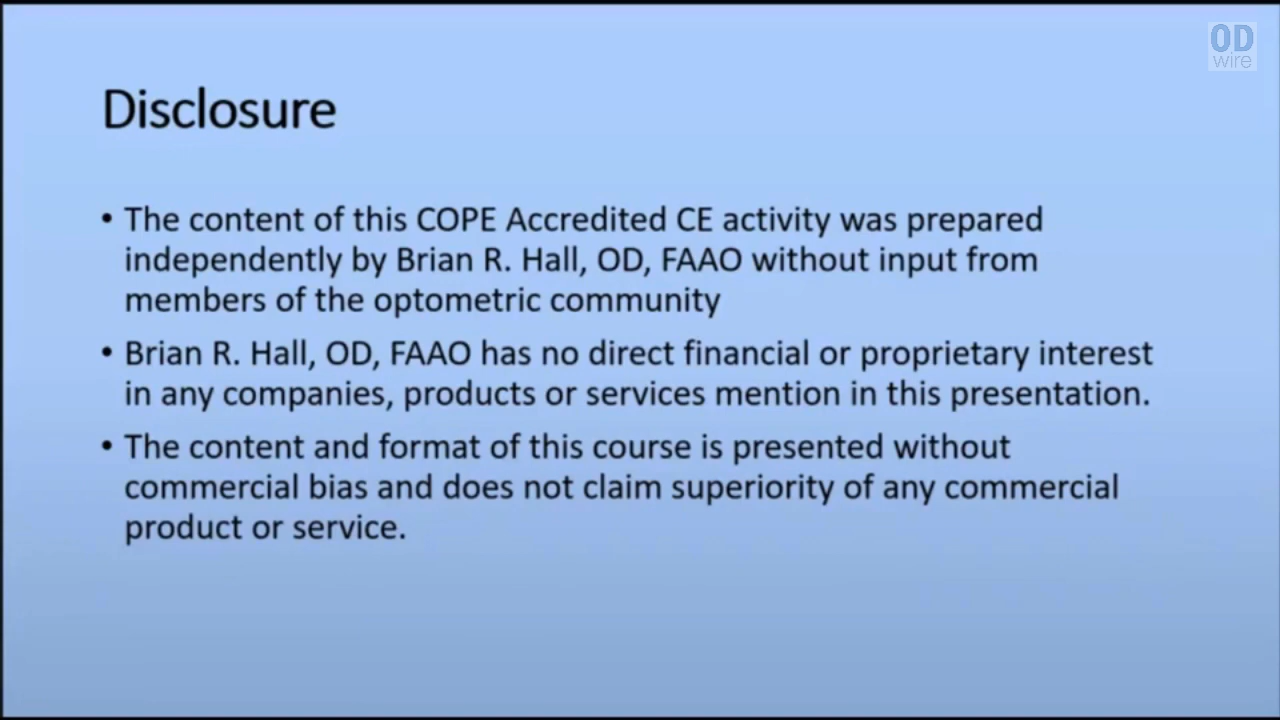 OD
wire
Disclosure
• The content of this COPE Accredited CE activity was prepared
independently by Brian R. Hall, OD, FAAO without input from
members of the optometric community
• Brian R. Hall, OD, FAAO has no direct financial or proprietary interest
in any companies, products or services mention in this presentation.
• The content and format of this course is presented without
commercial bias and does not claim superiority of any commercial
product or service.